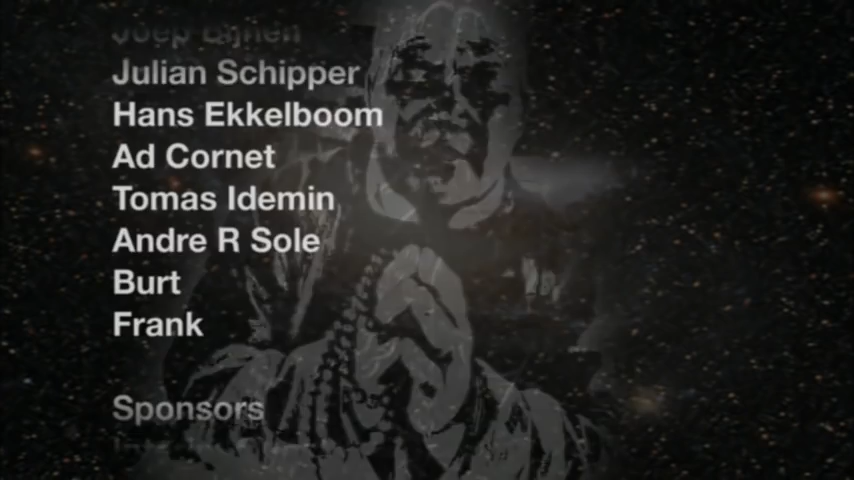 Julian Schipper
Hans Ekkelboom
Ad Cornet
Tomas Idemin
Andre R Sole
Burt
Frank
Sponsors